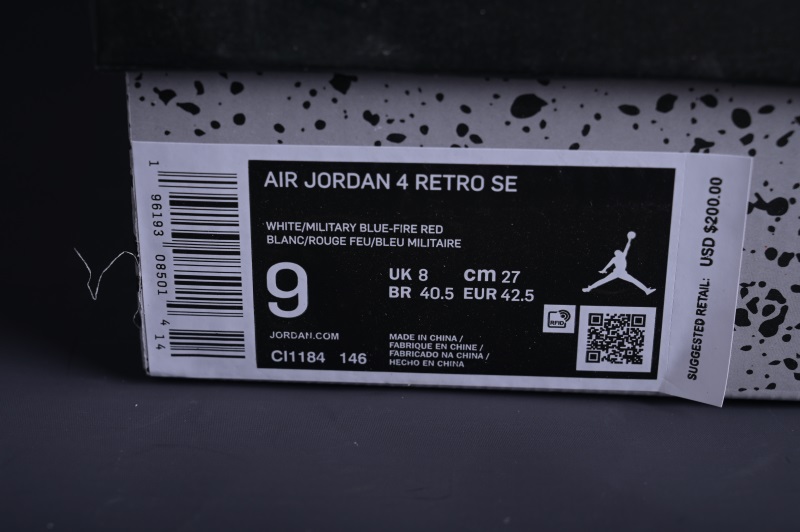 AIR JORDAN 4 RETRO SE
WHITE/MILITARY BLUE-FIRE RED
BLANC/ROUGE FEU/BLEU MILITAIRE
9
UK 8 cm 27
BR 40.5 EUR 42.5
JORDAN.COM
CI1184 146
MADE IN CHINA /
FABRIQUE EN CHINE /
FABRICADO NA CHINA /
HECHO EN CHINA
RFID
1 96193 08501 4 14
SUGGESTED RETAIL: USD $200.00